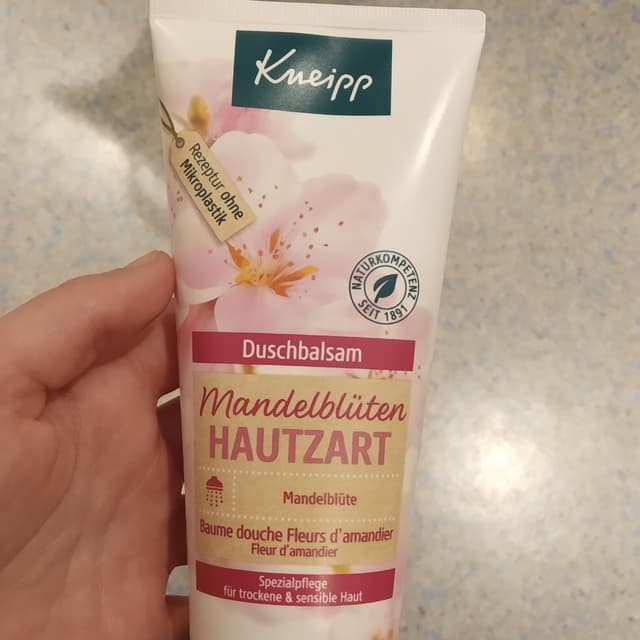 Kneipp
Rezeptur ohne
Mikroplastik
NATURKOMPETENZ
SEIT 1891
Duschbalsam
Mandelblüten
HAUTZART
Mandelblüte
Baume douche Fleurs d'amandier
Fleur d'amandier
Spezialpflege
für trockene & sensible Haut